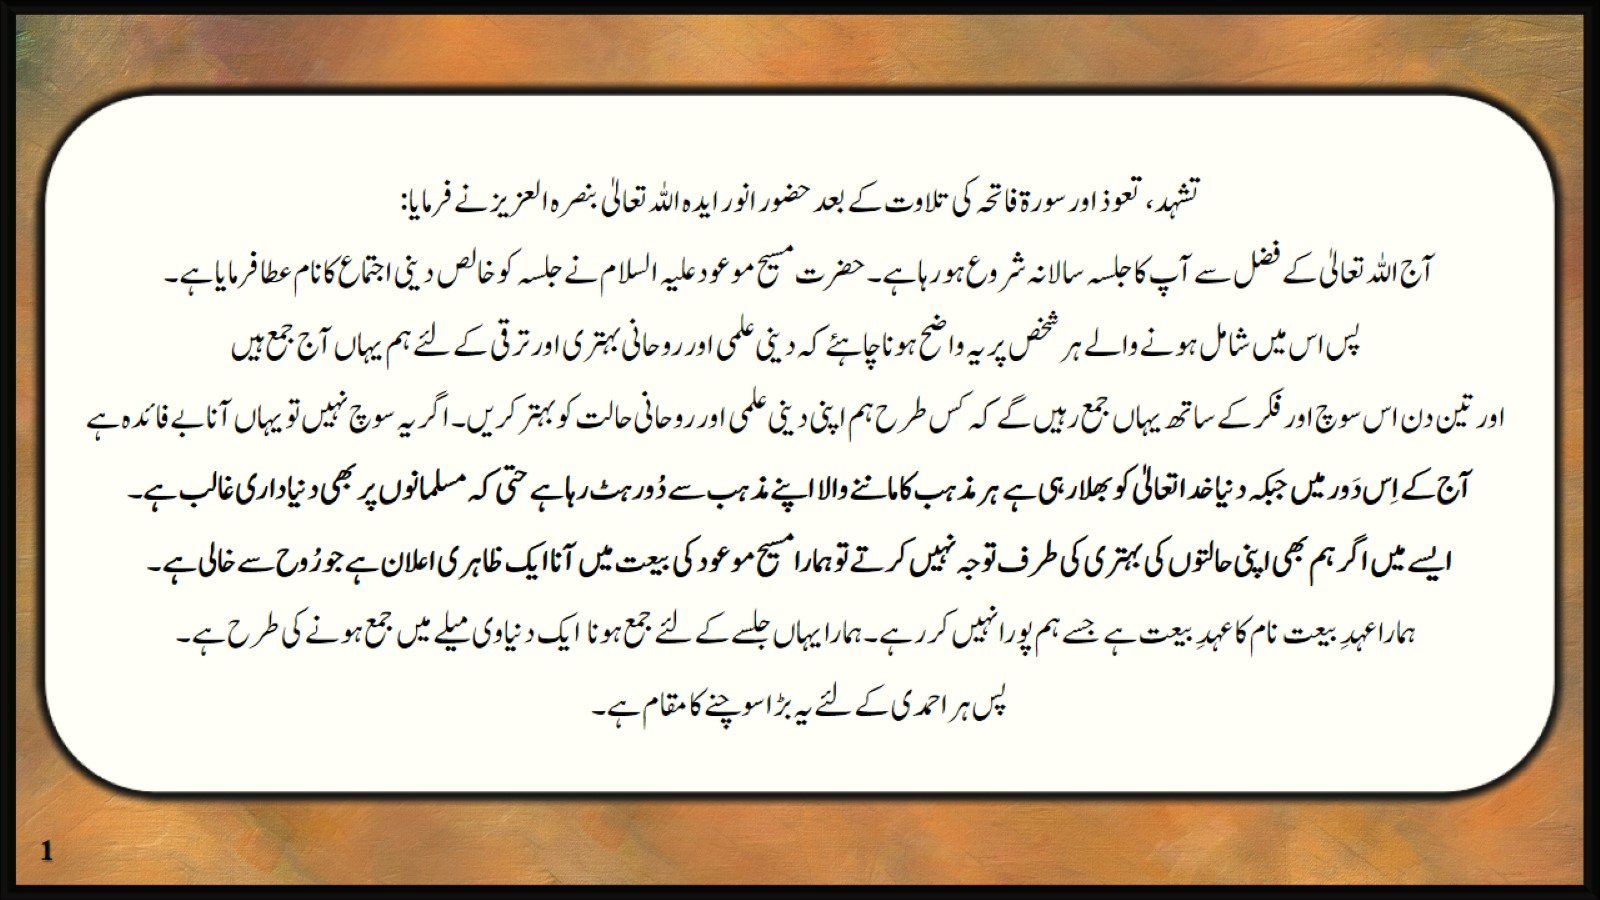 تشہد، تعوذ اور سورۃ فاتحہ کی تلاوت کے بعد حضور انور ایدہ اللہ تعالیٰ بنصرہ العزیز نے فرمایا:
آج اللہ تعالیٰ کے فضل سے آپ کا جلسہ سالانہ شروع ہو رہا ہے۔ حضرت مسیح موعود علیہ السلام نے جلسہ کو خالص دینی اجتماع کا نام عطا فرمایا ہے۔
پس اس میں شامل ہونے والے ہر شخص پر یہ واضح ہونا چاہئے کہ دینی علمی اور روحانی بہتری اور ترقی کے لئے ہم یہاں آج جمع ہیں
اور تین دن اس سوچ اور فکر کے ساتھ یہاں جمع رہیں گے کہ کس طرح ہم اپنی دینی علمی اور روحانی حالت کو بہتر کریں۔ اگر یہ سوچ نہیں تو یہاں آنا بے فائدہ ہے
آج کے اِس دَور میں جبکہ دنیا خدا تعالیٰ کو بھلا رہی ہے ہر مذہب کا ماننے والا اپنے مذہب سے دُور ہٹ رہا ہے حتی کہ مسلمانوں پر بھی دنیاداری غالب ہے۔
ایسے میں اگر ہم بھی اپنی حالتوں کی بہتری کی طرف توجہ نہیں کرتے تو ہمارا مسیح موعود کی بیعت میں آنا ایک ظاہری اعلان ہے جو رُوح سے خالی ہے۔
ہمارا عہدِ بیعت نام کا عہدِ بیعت ہے جسے ہم پورا نہیں کر رہے۔ ہمارا یہاں جلسے کے لئے جمع ہونا ایک دنیاوی میلے میں جمع ہونے کی طرح ہے۔
پس ہر احمدی کے لئے یہ بڑا سوچنے کا مقام ہے۔
1